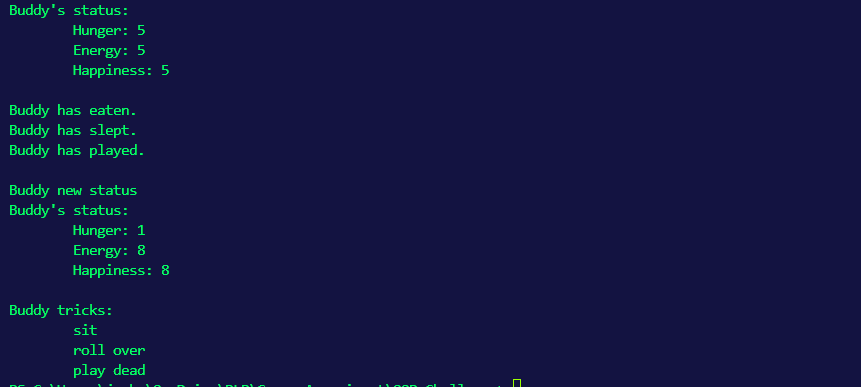 Buddy's status:
Hunger: 5
Energy: 5
Happiness: 5
Buddy has eaten.
Buddy has slept.
Buddy has played.
Buddy new status
Buddy's status:
Hunger: 1
Energy: 8
Happiness: 8
Buddy tricks:
sit
roll over
play dead